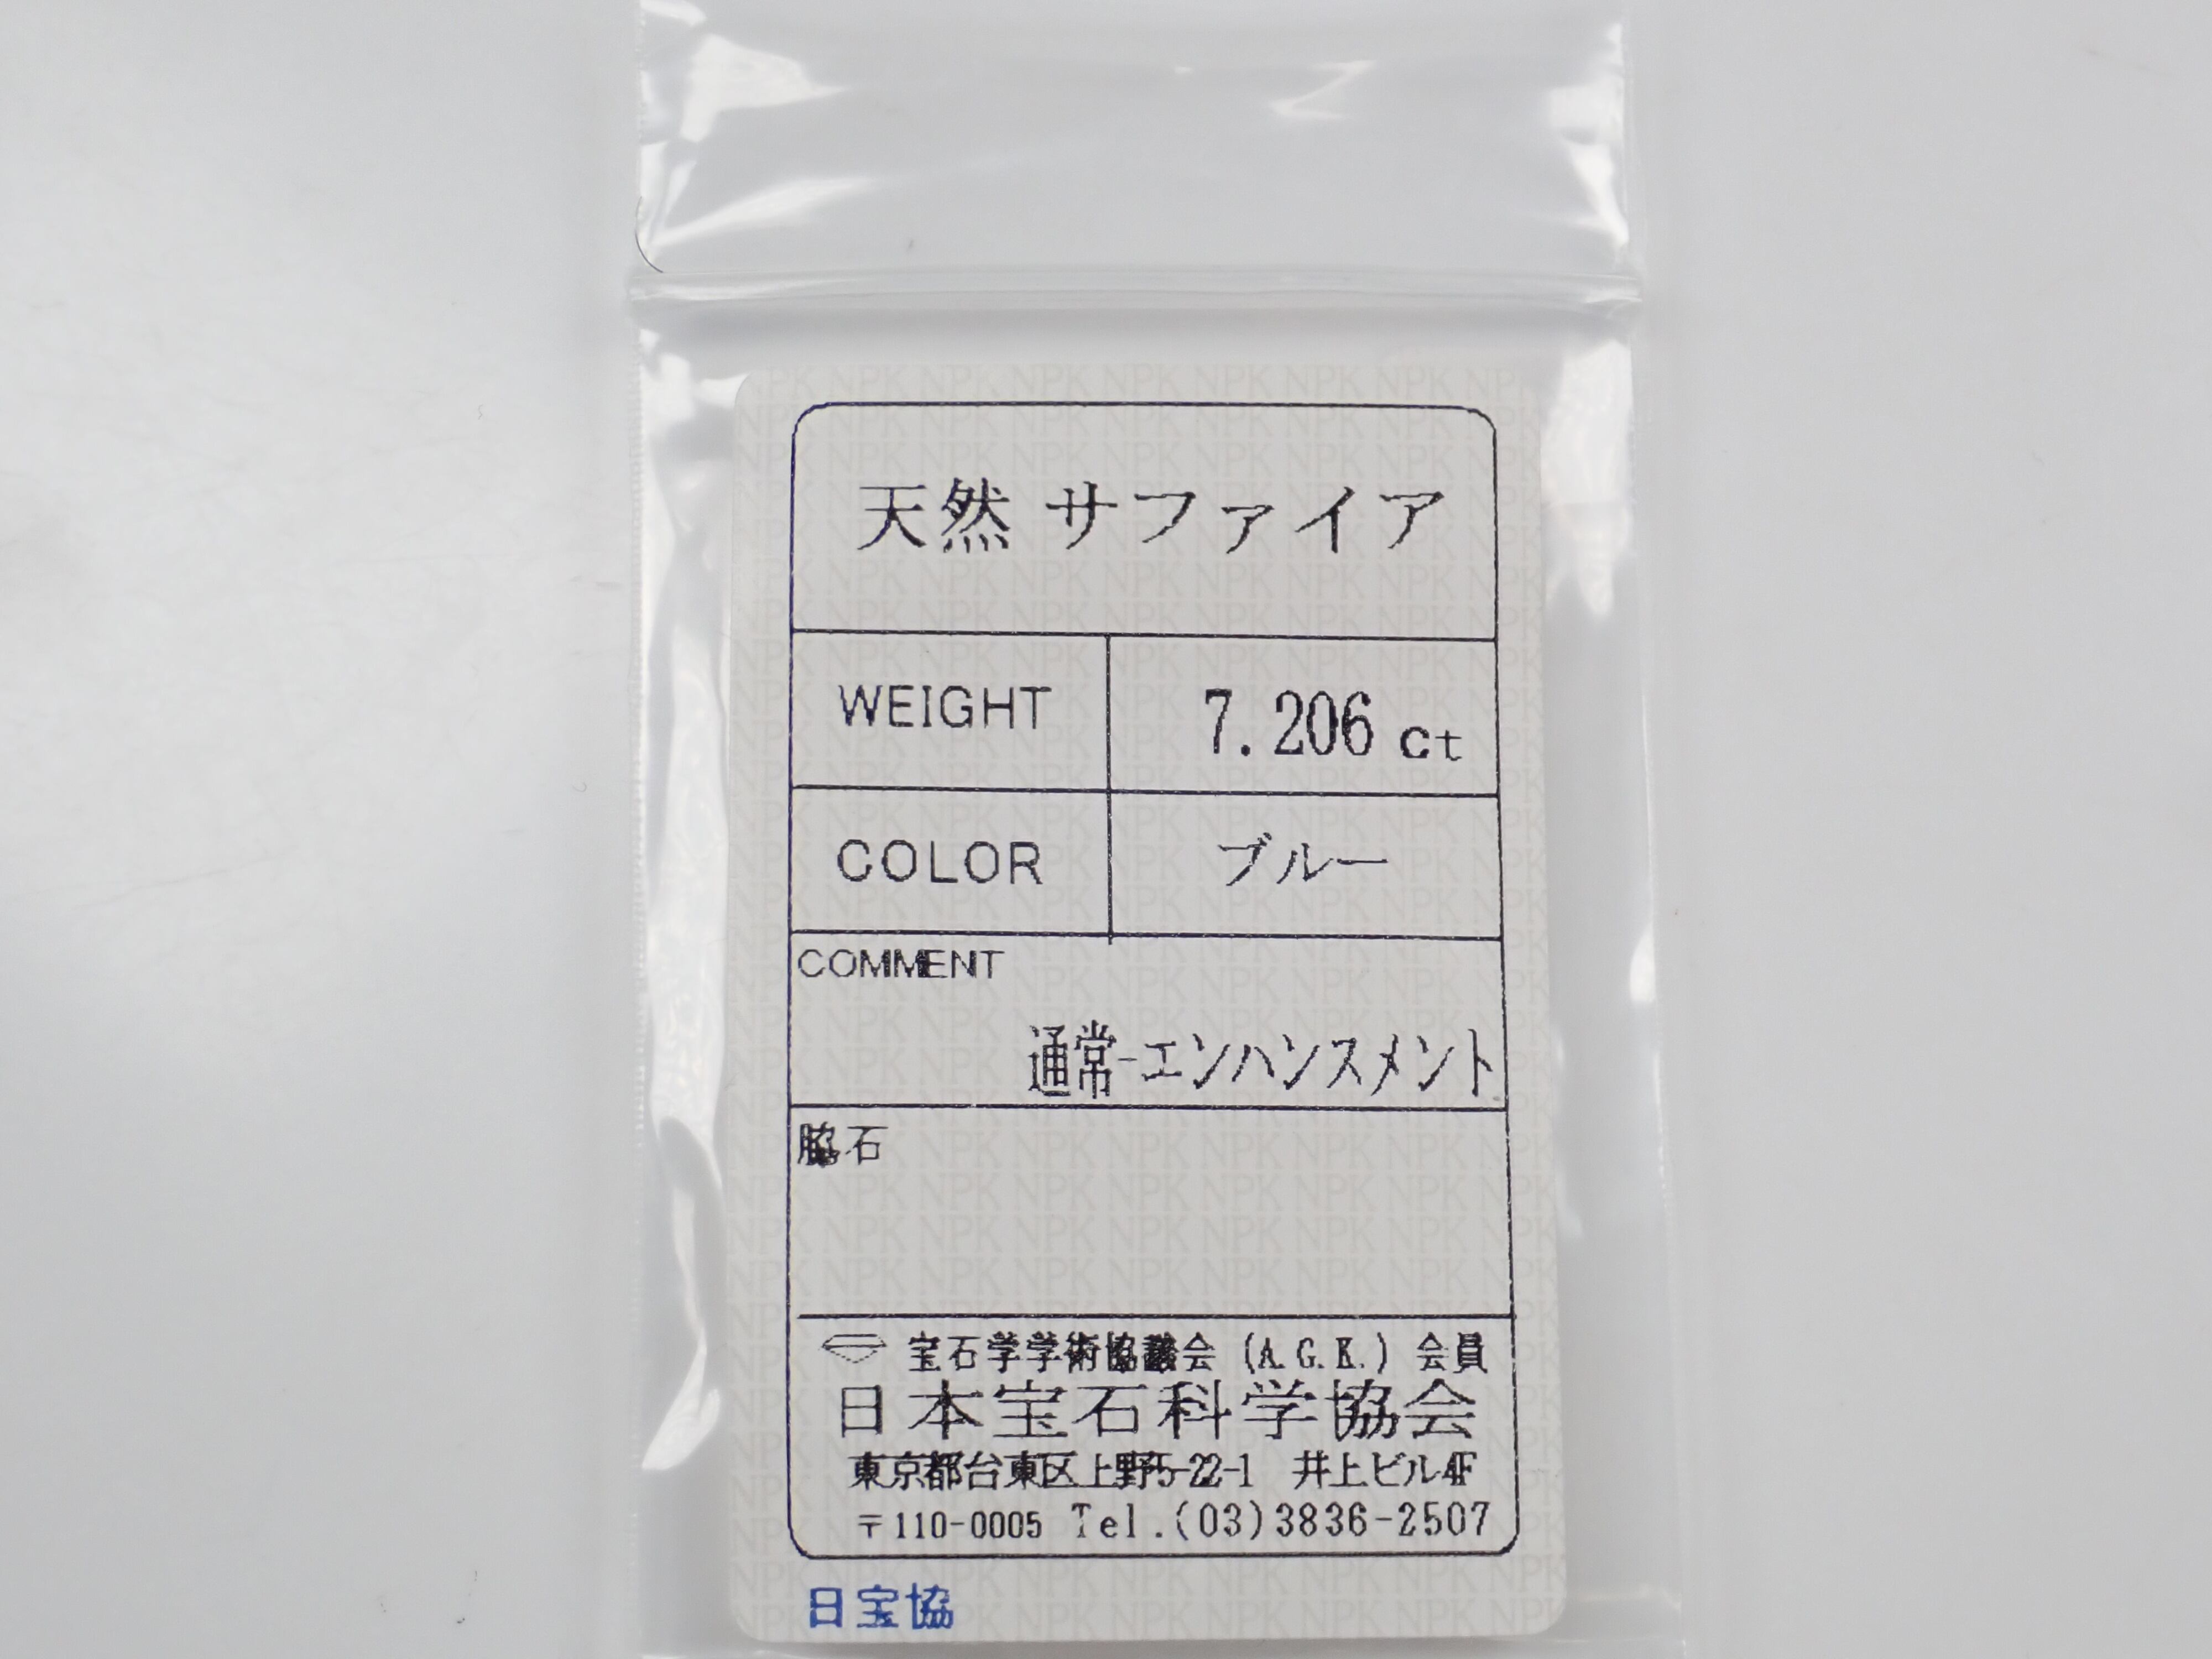 天然 サファイア
WEIGHT 7.206 ct
COLOR ブルー
COMMENT
通常-エンハンスメント
脇石
宝石学学術協議会 (A.G.K.) 会員
日本宝石科学協会
東京都台東区上野5-22-1 井上ビル4F
〒110-0005 Tel.(03)3836-2507
日宝協